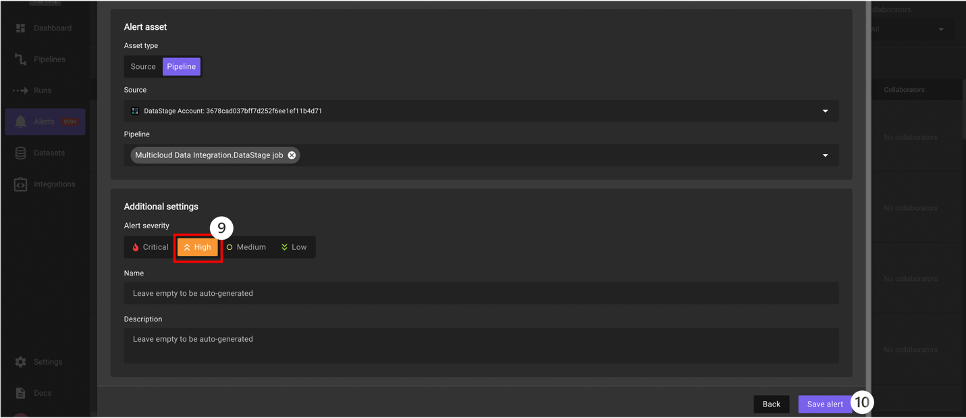 Dashboard
Pipelines
Runs
Alerts
Datasets
Integrations
Settings
Docs
Alert asset
Asset type
Source Pipeline
Source
DataStage Account: 3678cad037bff7d252f6ee1ef11b4d71
Pipeline
Multicloud Data Integration.DataStage job
Additional settings
9
Alert severity
Critical High Medium Low
Name
Leave empty to be auto-generated
Description
Leave empty to be auto-generated
Back Save alert 10
Collaborators
No collaborators
No collaborators
No collaborators
No collaborators